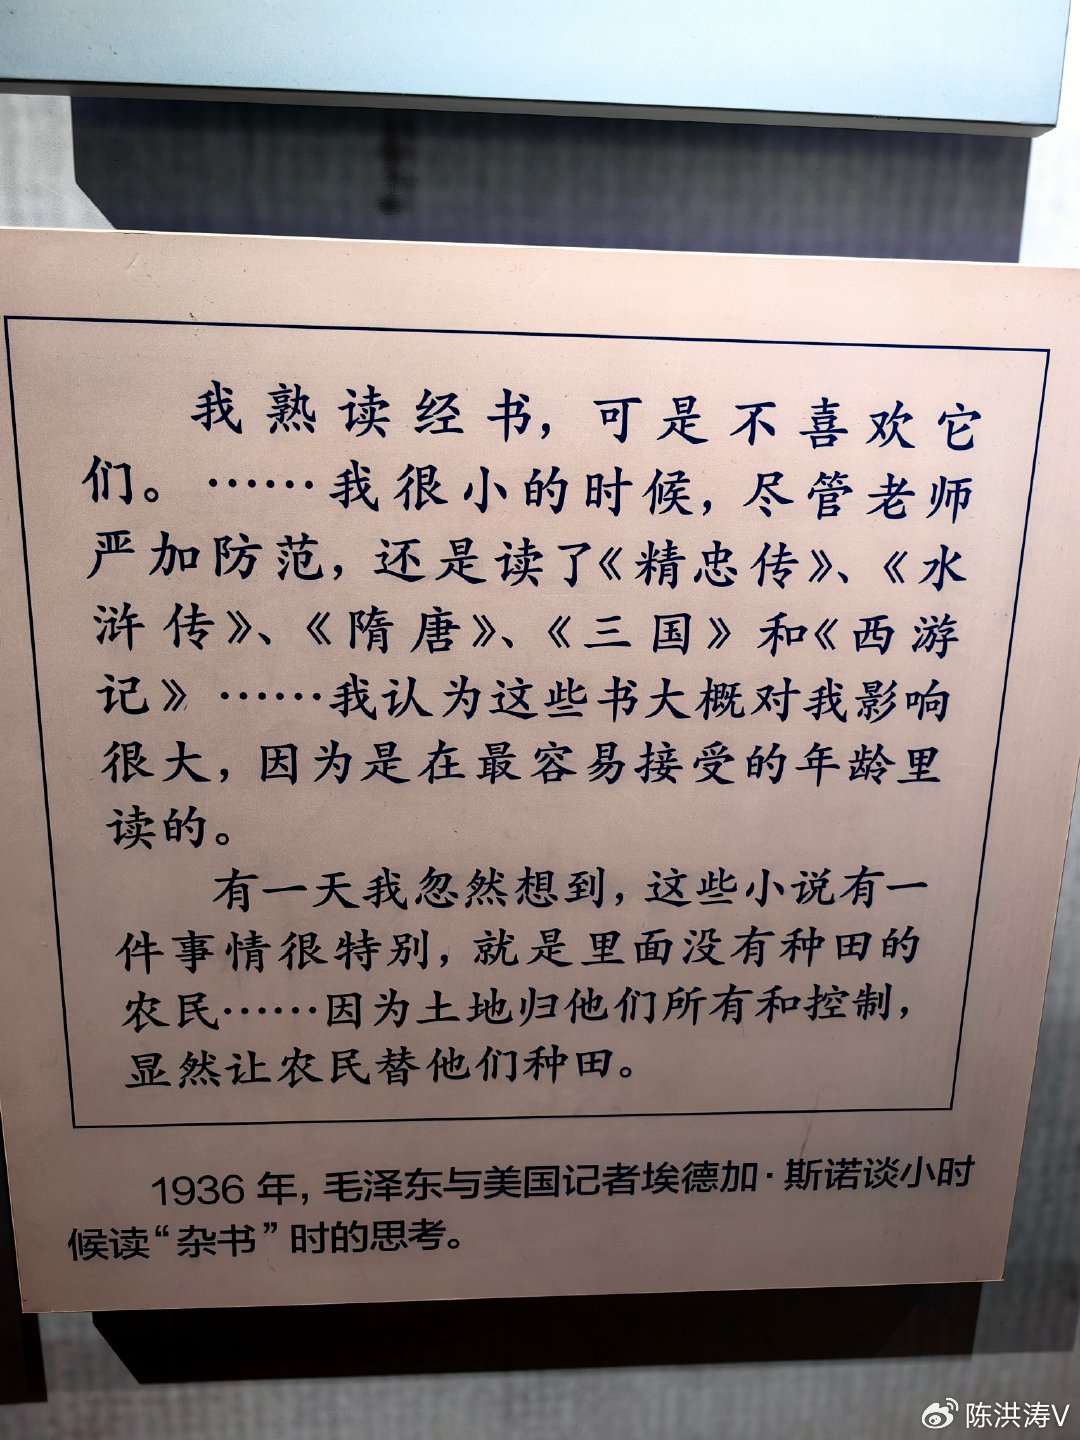 我熟读经书，可是不喜欢它
们。……我很小的时候，尽管老师
严加防范，还是读了《精忠传》、《水
浒传》、《隋唐》、《三国》和《西游
记》……我认为这些书大概对我影响
很大，因为是在最容易接受的年龄里
读的。
有一天我忽然想到，这些小说有一
件事情很特别，就是里面没有种田的
农民……因为土地归他们所有和控制，
显然让农民替他们种田。
1936 年，毛泽东与美国记者埃德加·斯诺谈小时
候读“杂书”时的思考。
陈洪涛V